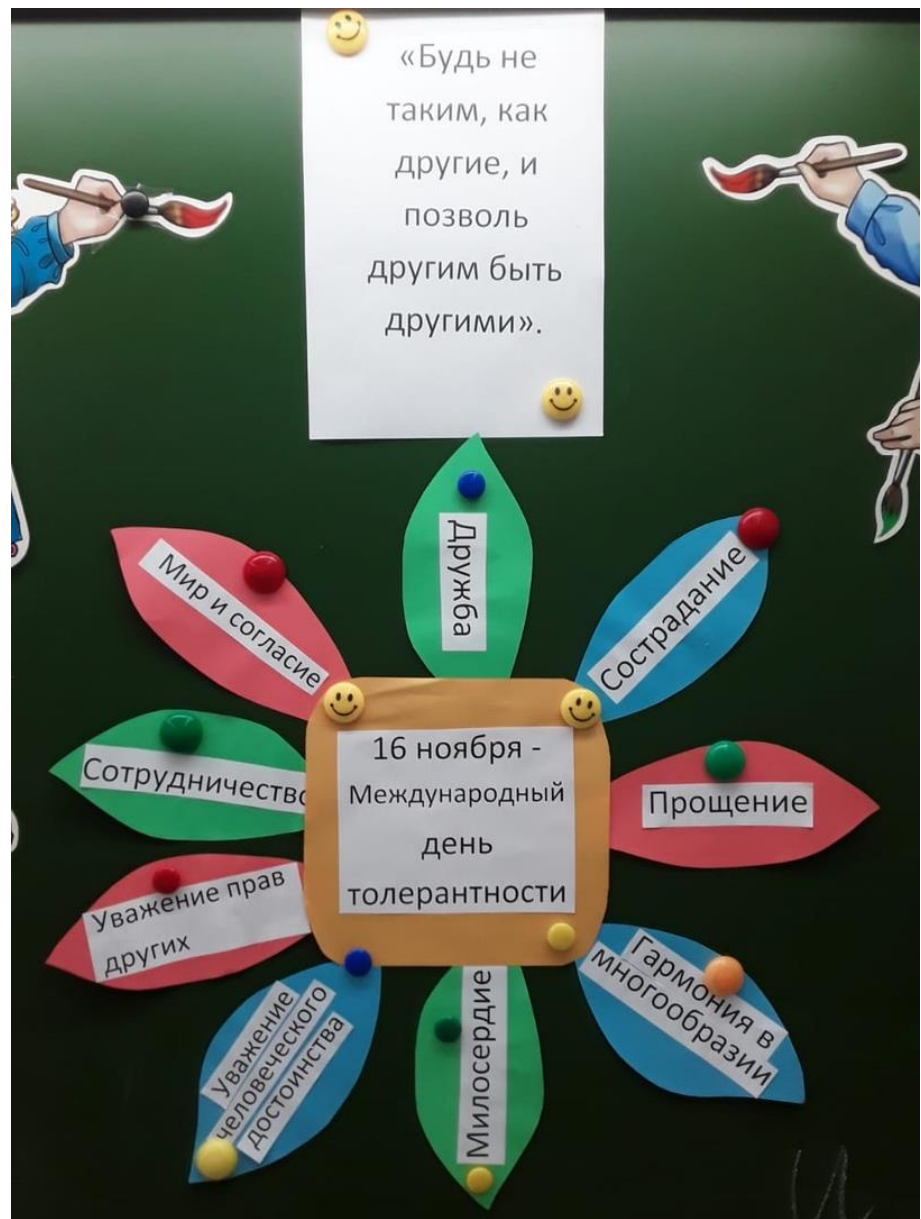 «Будь не
таким, как
другие, и
позволь
другим быть
другими».
Дружба
Сострадание
Прощение
Гармония в
многообразии
Милосердие
Уважение
человеческого
достоинства
Уважение прав
других
Сотрудничество
Мир и согласие
16 ноября -
Международный
день
толерантности